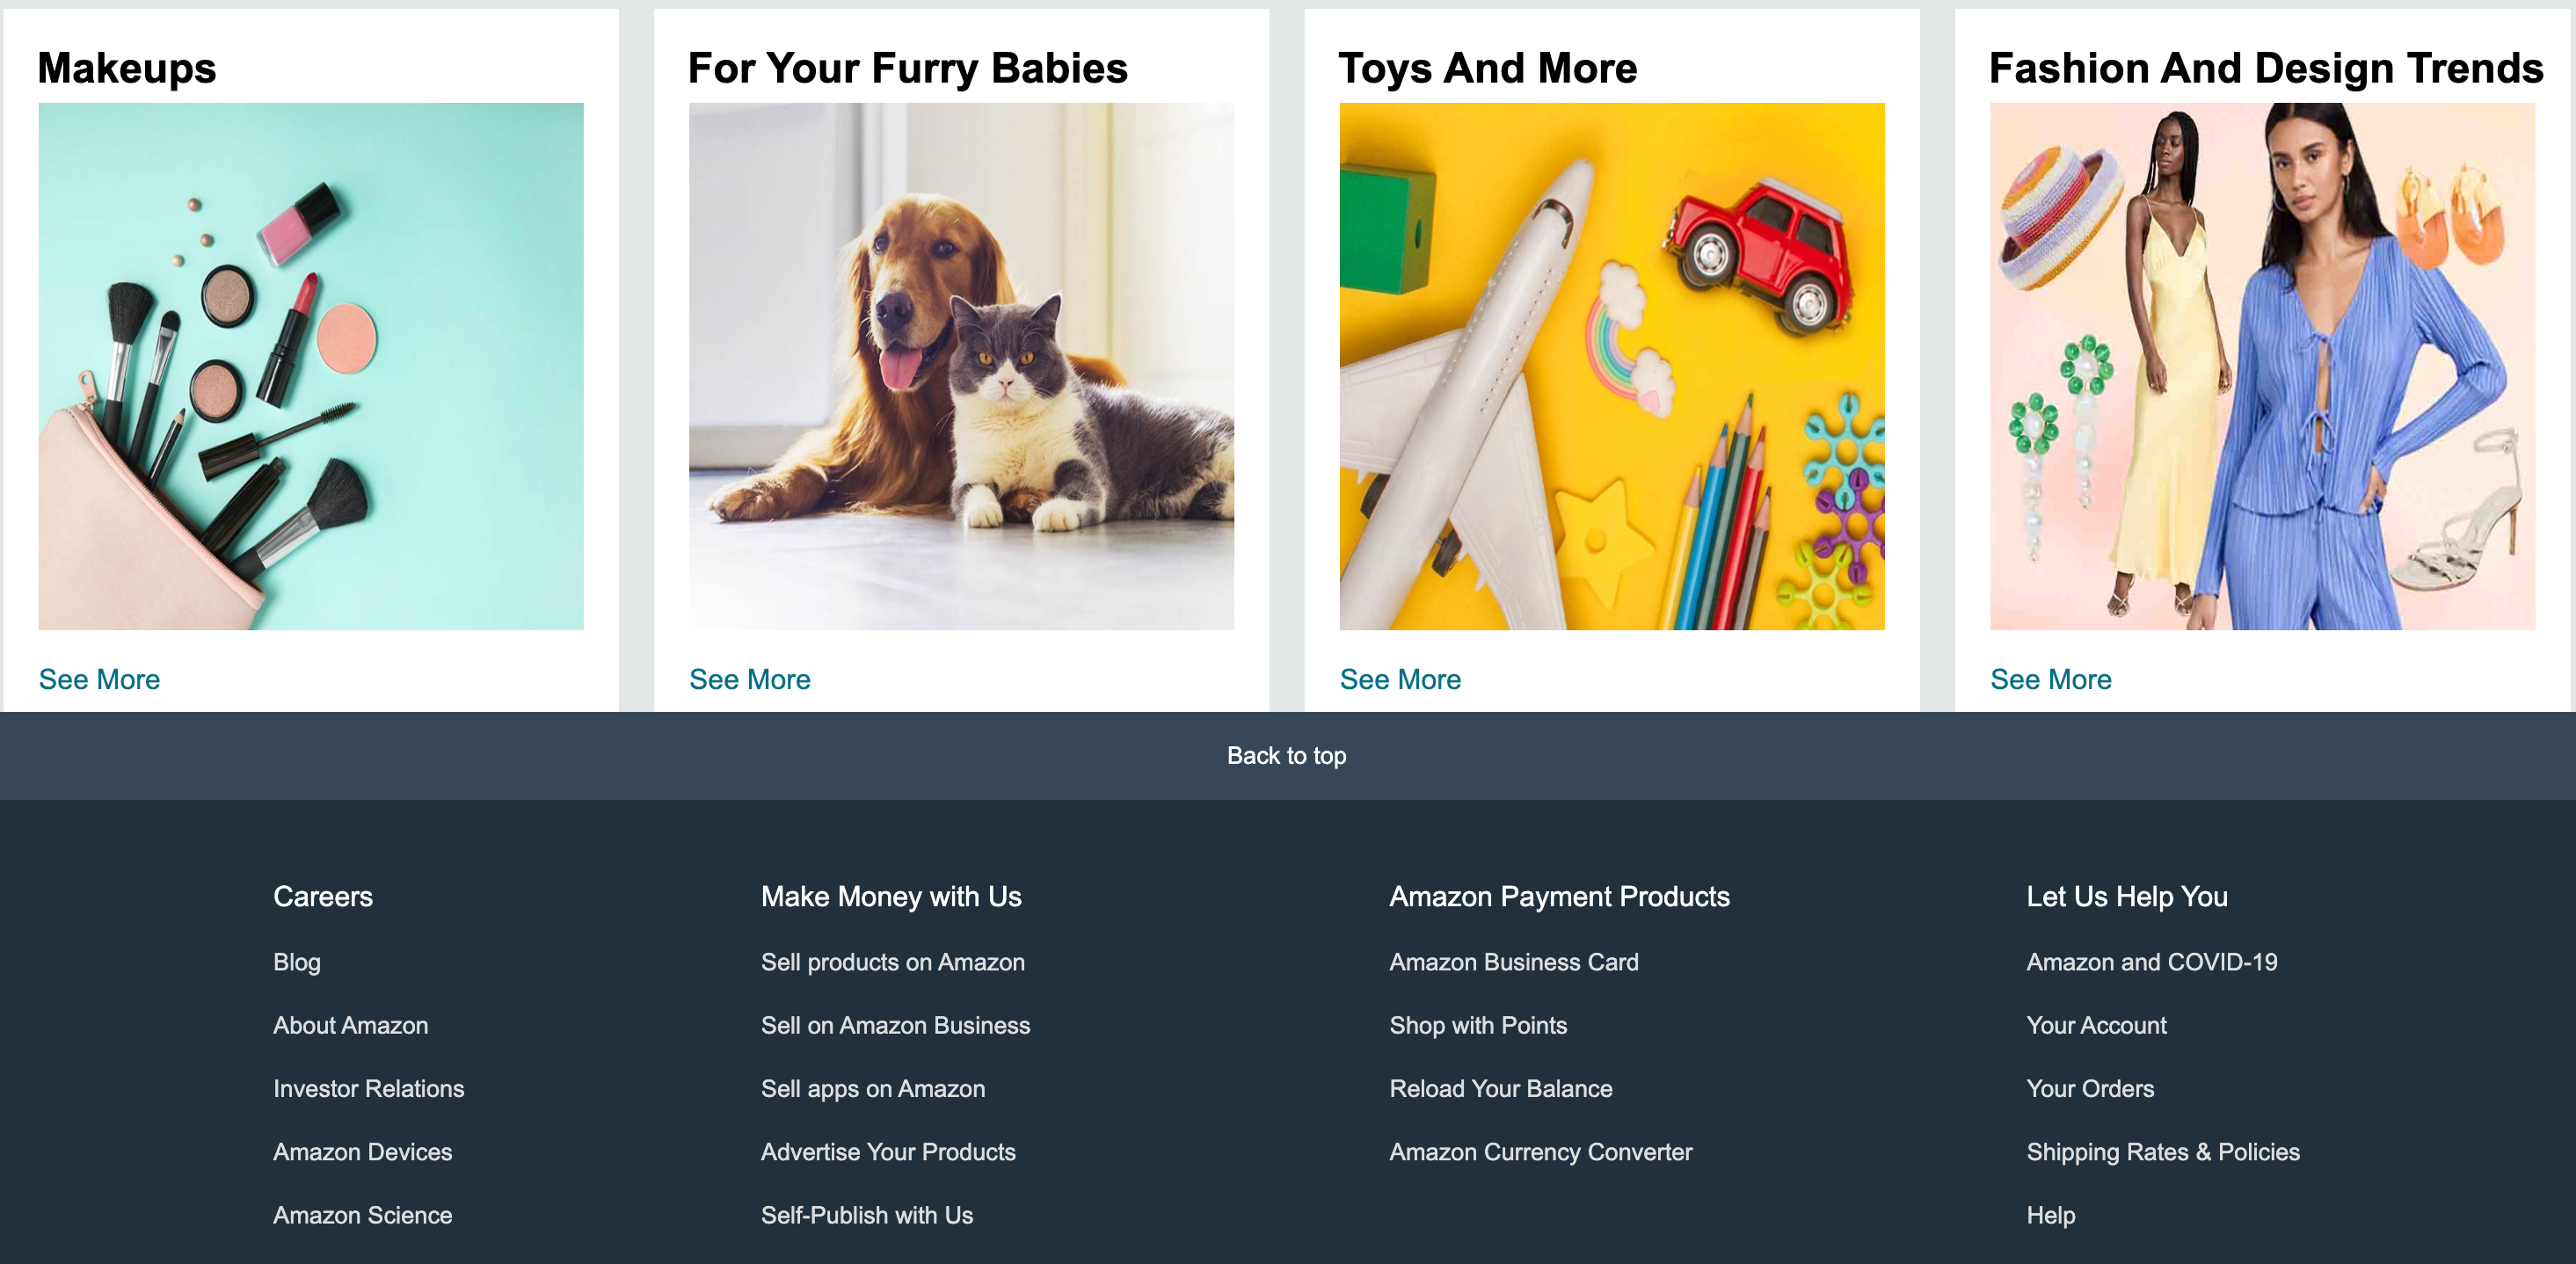 Makeups
For Your Furry Babies
Toys And More
Fashion And Design Trends
See More
See More
See More
See More
Back to top
Careers
Blog
About Amazon
Investor Relations
Amazon Devices
Amazon Science
Make Money with Us
Sell products on Amazon
Sell on Amazon Business
Sell apps on Amazon
Advertise Your Products
Self-Publish with Us
Amazon Payment Products
Amazon Business Card
Shop with Points
Reload Your Balance
Amazon Currency Converter
Let Us Help You
Amazon and COVID-19
Your Account
Your Orders
Shipping Rates & Policies
Help